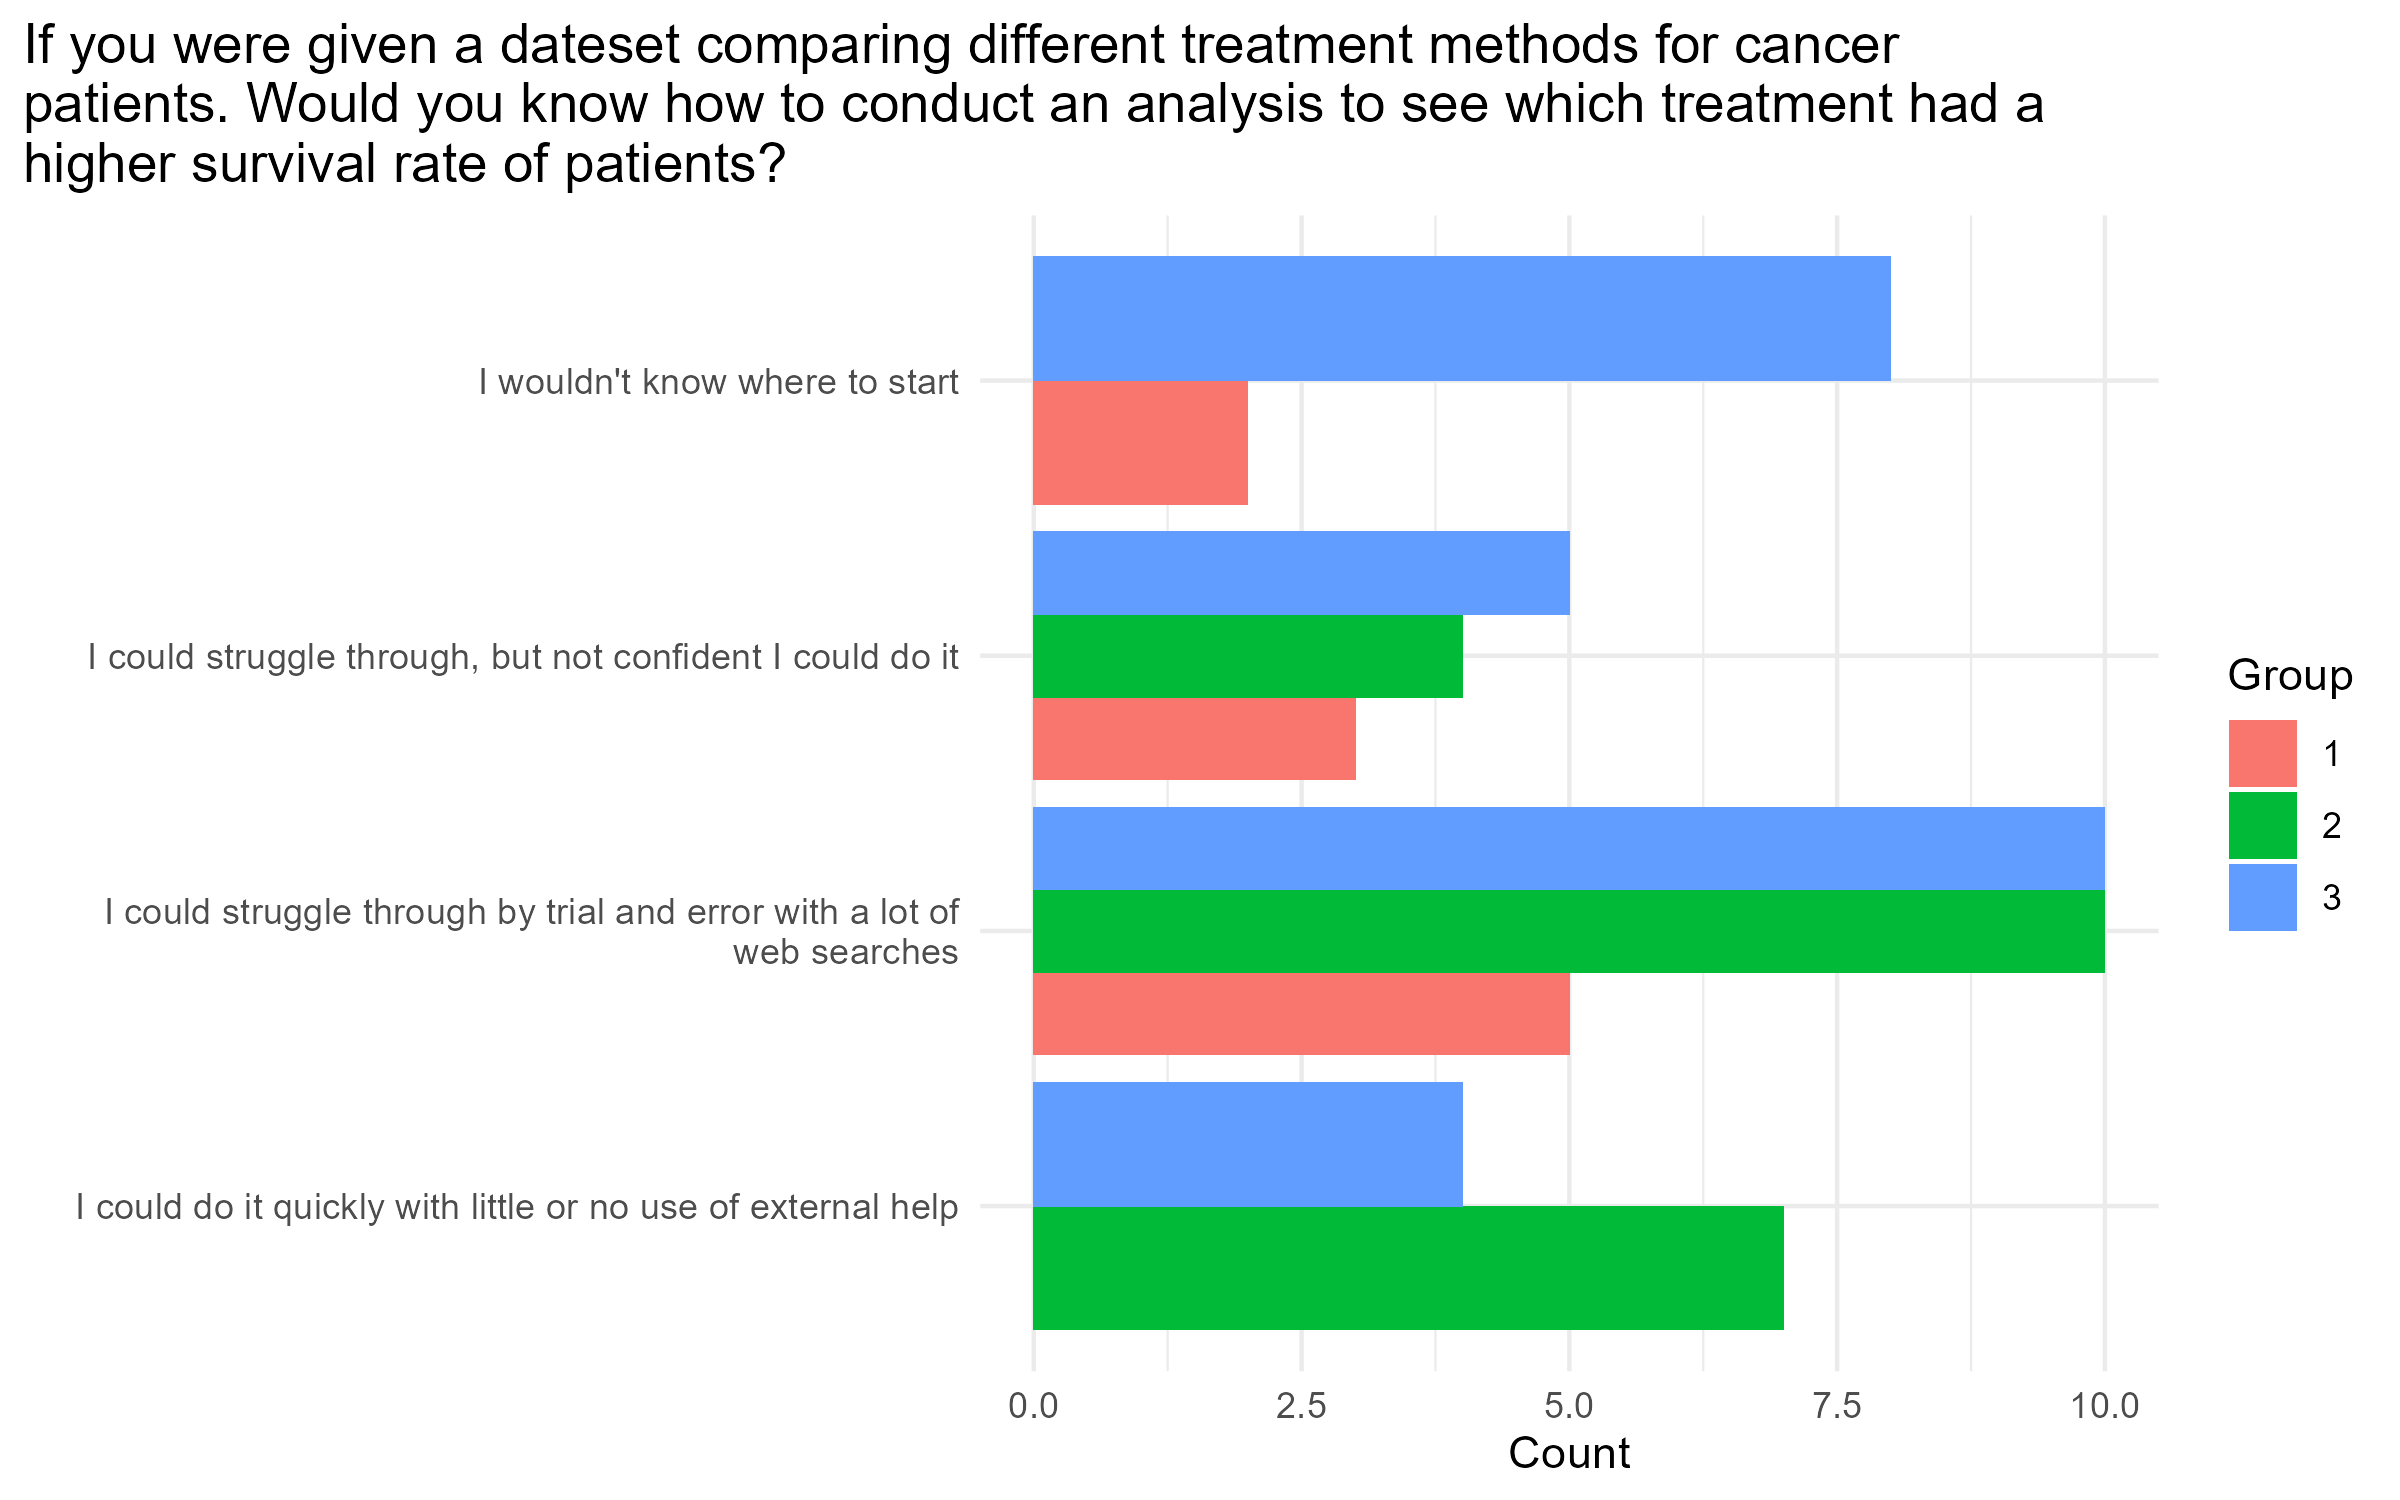 If you were given a dateset comparing different treatment methods for cancer
patients. Would you know how to conduct an analysis to see which treatment had a
higher survival rate of patients?
I wouldn't know where to start
I could struggle through, but not confident I could do it
I could struggle through by trial and error with a lot of
web searches
I could do it quickly with little or no use of external help
0.0 2.5 5.0 7.5 10.0
Count
Group
1
2
3